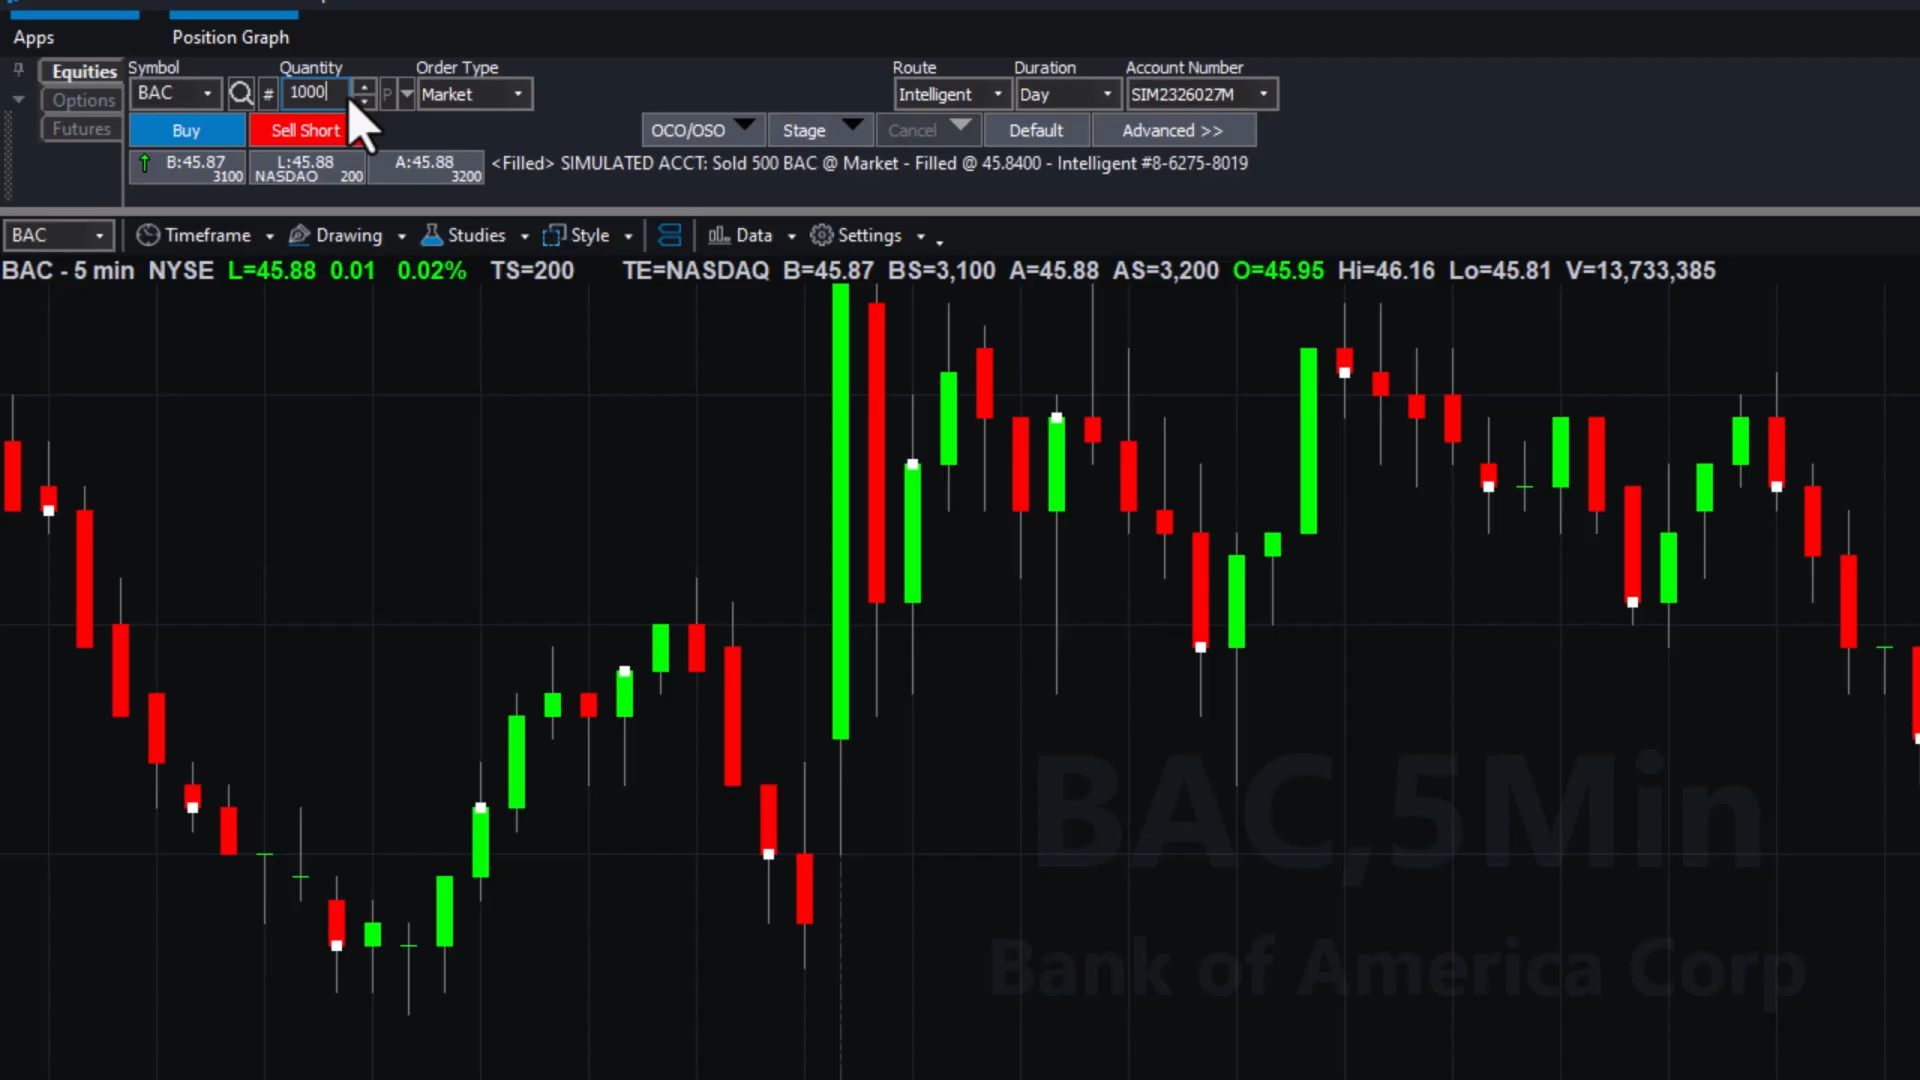 Apps Position Graph
Equities Symbol Quantity Order Type Route Duration Account Number
BAC # 1000 P Market Intelligent Day SIM2326027M
Options
Futures Buy Sell Short OCO/OSO Stage Cancel Default Advanced >>
B:45.87 L:45.88 A:45.88 <Filled> SIMULATED ACCT: Sold 500 BAC @ Market - Filled @ 45.8400 - Intelligent #8-6275-8019
3100 NASDAQ 200 3200
BAC Timeframe Drawing Studies Style Data Settings
BAC - 5 min NYSE L=45.88 0.01 0.02% TS=200 TE=NASDAQ B=45.87 BS=3,100 A=45.88 AS=3,200 O=45.95 Hi=46.16 Lo=45.81 V=13,733,385
BAC,5Min
Bank of America Corp